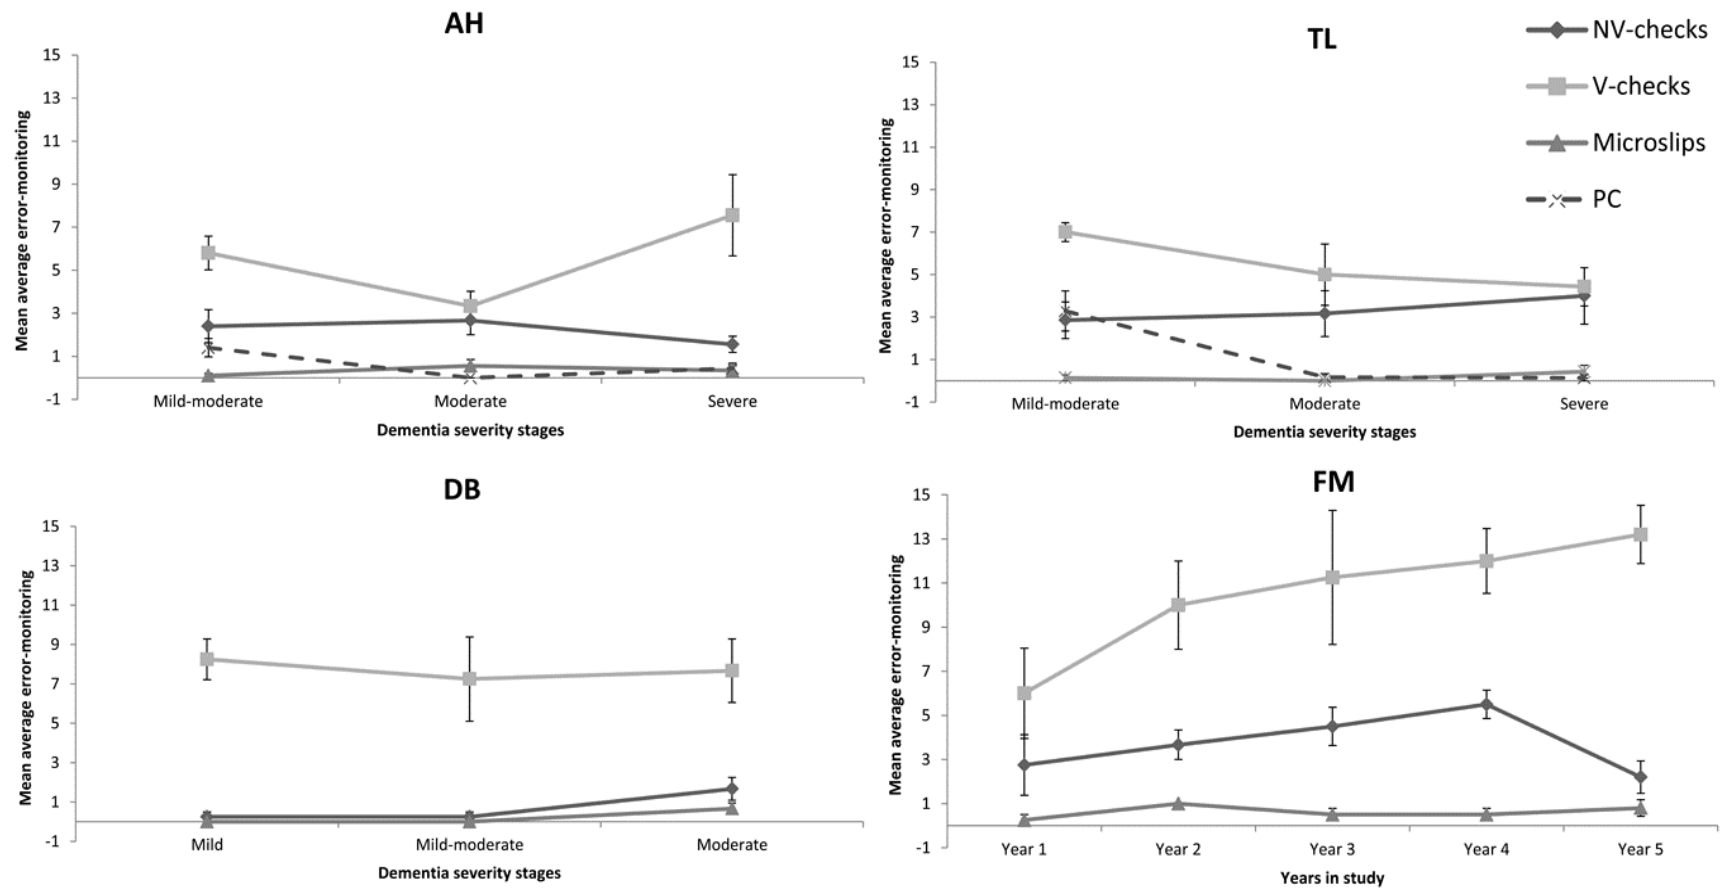 AH
15
13
11
9
7
5
3
1
-1
Mean average error-monitoring
Mild-moderate Moderate Severe
Dementia severity stages
TL
15
13
11
9
7
5
3
1
-1
Mean average error-monitoring
Mild-moderate Moderate Severe
Dementia severity stages
NV-checks
V-checks
Microslips
PC
DB
15
13
11
9
7
5
3
1
-1
Mean average error-monitoring
Mild Mild-moderate Moderate
Dementia severity stages
FM
15
13
11
9
7
5
3
1
-1
Mean average error-monitoring
Year 1 Year 2 Year 3 Year 4 Year 5
Years in study